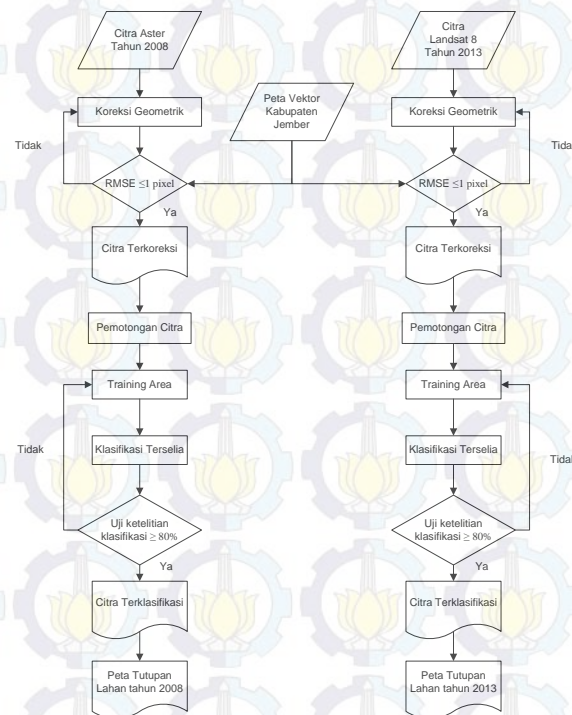 Citra Aster
Tahun 2008
Citra
Landsat 8
Tahun 2013
Koreksi Geometrik
Peta Vektor
Kabupaten
Jember
Koreksi Geometrik
Tidak
Tidak
RMSE ≤1 pixel
RMSE ≤1 pixel
Ya
Ya
Citra Terkoreksi
Citra Terkoreksi
Pemotongan Citra
Pemotongan Citra
Training Area
Training Area
Tidak
Klasifikasi Terselia
Klasifikasi Terselia
Tidak
Uji ketelitian
klasifikasi ≥ 80%
Uji ketelitian
klasifikasi ≥ 80%
Ya
Ya
Citra Terklasifikasi
Citra Terklasifikasi
Peta Tutupan
Lahan tahun 2008
Peta Tutupan
Lahan tahun 2013